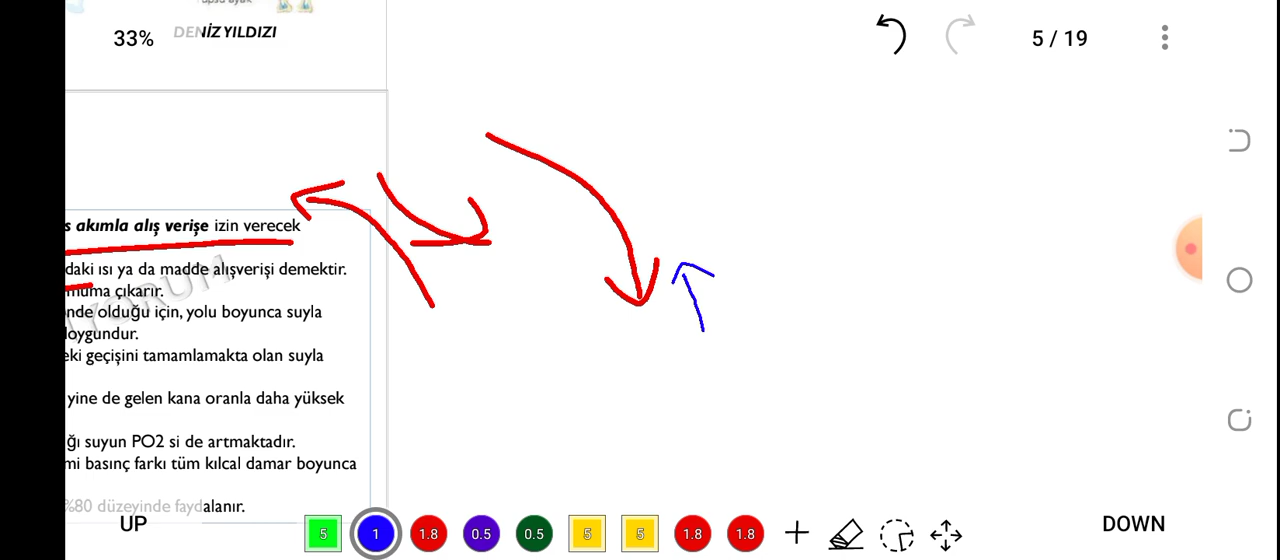 33%
DENİZ YILDIZI
5 / 19
s akımla alış verişe izin verecek
daki ısı ya da madde alışverişi demektir.
muma çıkarır.
YORUM
nde olduğu için, yolu boyunca suyla
doygundur.
eki geçişini tamamlamakta olan suyla
yine de gelen kana oranla daha yüksek
ğı suyun PO2 si de artmaktadır.
mi basınç farkı tüm kılcal damar boyunca
%80 düzeyinde faydalanır.
UP
5
1
1.8
0.5
0.5
5
5
1.8
1.8
DOWN